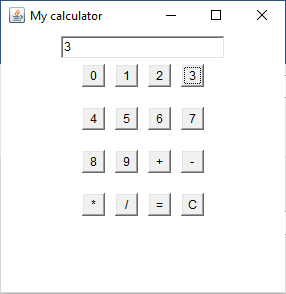 My calculator
3
0 1 2 3
4 5 6 7
8 9 + -
* / = C